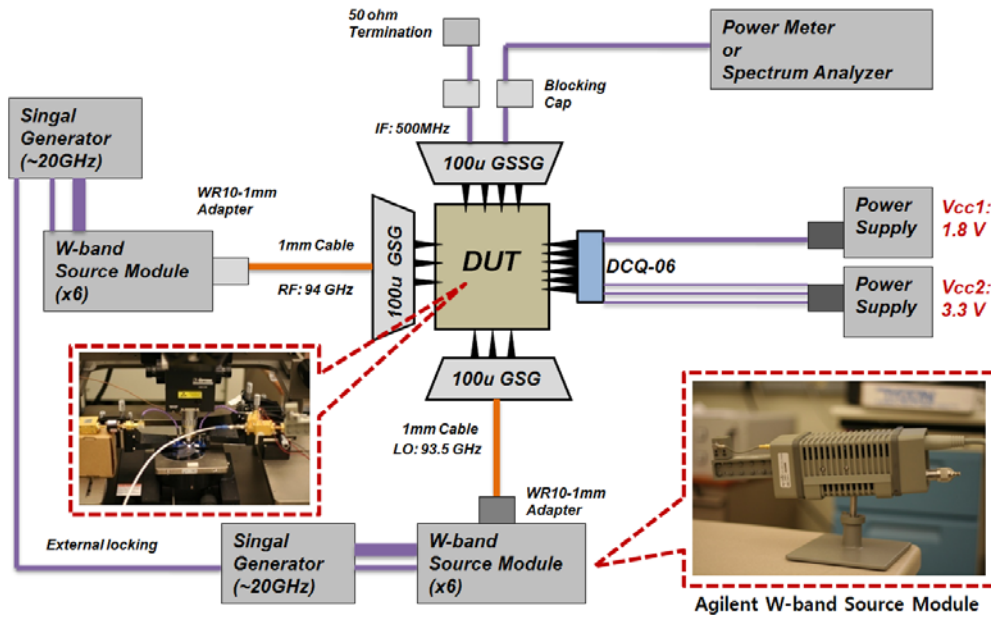 50 ohm
Termination
Power Meter
or
Spectrum Analyzer
Blocking
Cap
IF: 500MHz
Singal
Generator
(~20GHz)
100u GSSG
WR10-1mm
Adapter
W-band
Source Module
(x6)
1mm Cable
RF: 94 GHz
100u GSG
DUT
DCQ-06
Power
Supply
Vcc1:
1.8 V
Power
Supply
Vcc2:
3.3 V
100u GSG
1mm Cable
LO: 93.5 GHz
WR10-1mm
Adapter
External locking
Singal
Generator
(~20GHz)
W-band
Source Module
(x6)
Agilent W-band Source Module